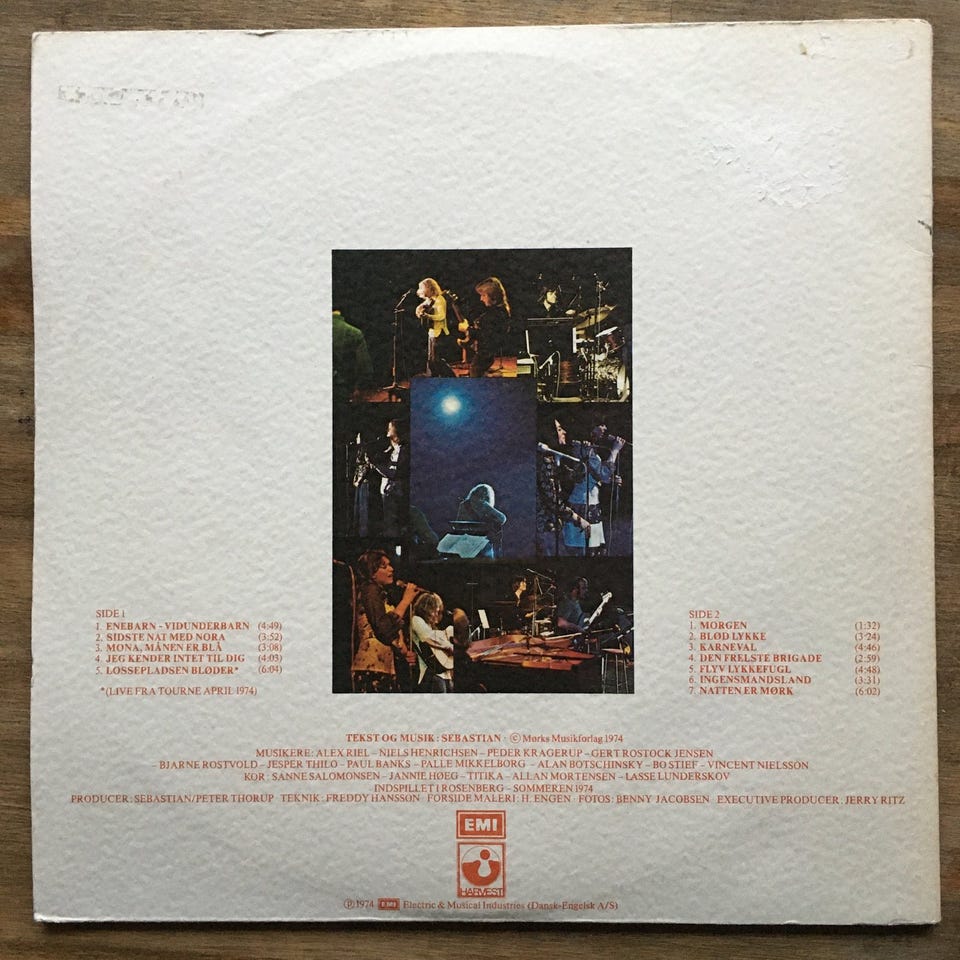 SIDE 1
1. ENEBARN – VIDUNDERBARN (4:49)
2. SIDSTE NAT MED NORA (3:52)
3. MONA, MÅNEN ER BLÅ (3:08)
4. JEG KENDER INTET TIL DIG (4:03)
5. LOSSEPLADSEN BLØDER* (6:04)
*(LIVE FRA TOURNE APRIL 1974)
SIDE 2
1. MORGEN (1:32)
2. BLØD LYKKE (3:24)
3. KARNEVAL (4:46)
4. DEN FRELSTE BRIGADE (2:59)
5. FLYV LYKKEFUGL (4:48)
6. INGENSMANDSLAND (3:31)
7. NATTEN ER MØRK (6:02)
TEKST OG MUSIK: SEBASTIAN · © Mørks Musikforlag 1974
MUSIKERE: ALEX RIEL – NIELS HENRICHSEN – PEDER KRAGERUP – GERT ROSTOCK JENSEN
– BJARNE ROSTVOLD – JESPER THILO – PAUL BANKS – PALLE MIKKELBORG – ALAN BOTSCHINSKY – BO STIEF – VINCENT NIELSSÖN
KOR: SANNE SALOMONSEN – JANNIE HØEG – TITIKA – ALLAN MORTENSEN – LASSE LUNDERSKOV
INDSPILLET I ROSENBERG – SOMMEREN 1974
PRODUCER: SEBASTIAN/PETER THORUP TEKNIK: FREDDY HANSSON FORSIDE MALERI: H. ENGEN · FOTOS: BENNY JACOBSEN EXECUTIVE PRODUCER: JERRY RITZ
EMI
HARVEST
℗ 1974 EMI Electric & Musical Industries (Dansk-Engelsk A/S)